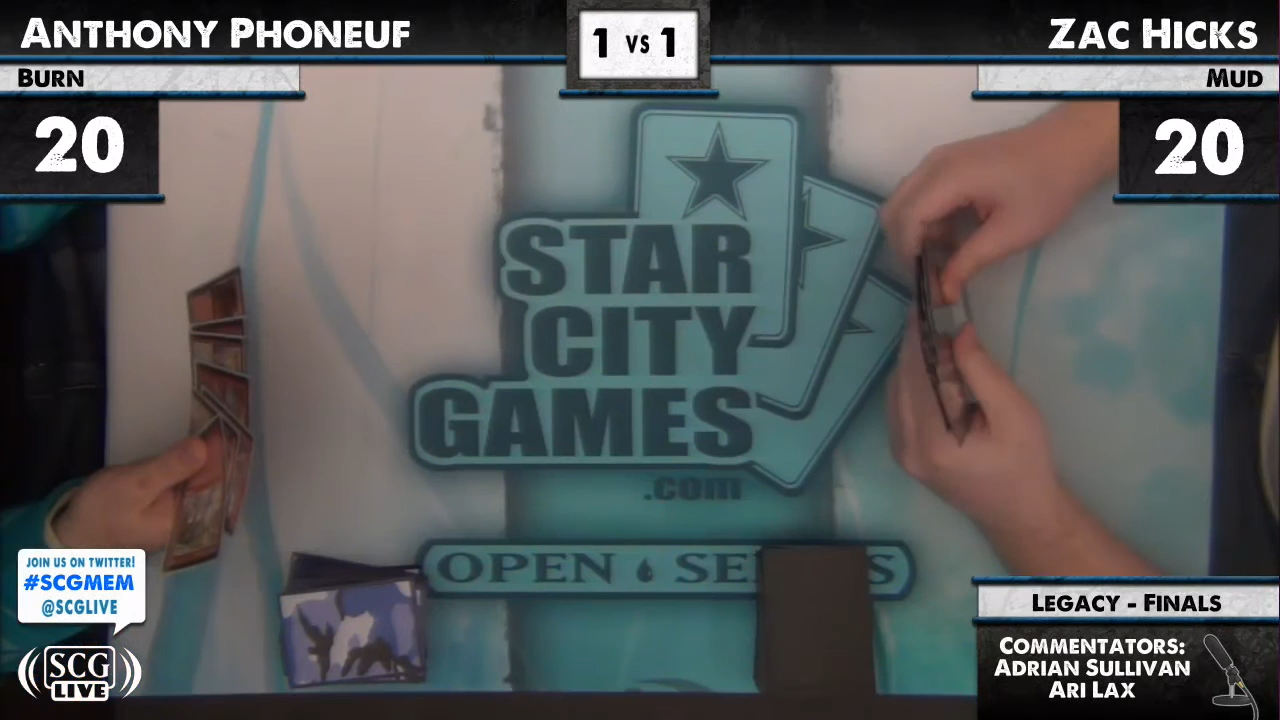 ANTHONY PHONEUF
1 VS 1
ZAC HICKS
BURN
MUD
20
20
STAR
CITY
GAMES
.com
OPEN SE S
JOIN US ON TWITTER!
#SCGMEM
@SCGLIVE
SCG
LIVE
LEGACY - FINALS
COMMENTATORS:
ADRIAN SULLIVAN
ARI LAX